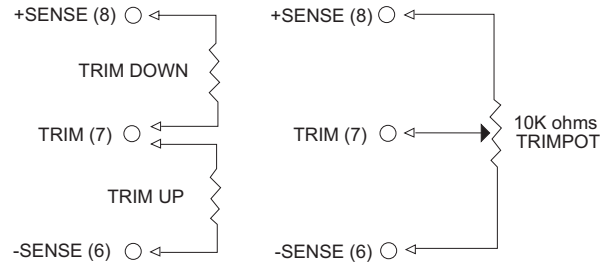 +SENSE (8)
TRIM DOWN
TRIM (7)
TRIM UP
-SENSE (6)
+SENSE (8)
TRIM (7)
10K ohms
TRIMPOT
-SENSE (6)